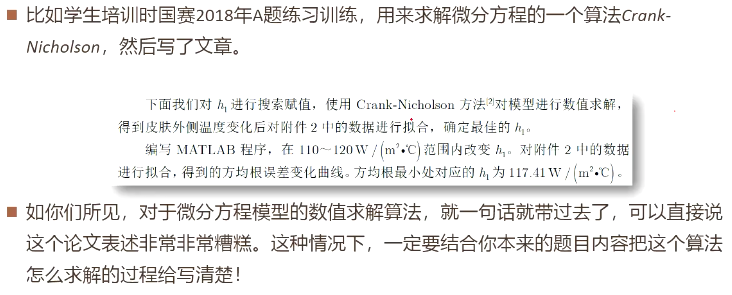 比如学生培训时国赛2018年A题练习训练，用来求解微分方程的一个算法Crank-
Nicholson，然后写了文章。
下面我们对 h₁ 进行搜索赋值，使用 Crank-Nicholson 方法[2]对模型进行数值求解，
得到皮肤外侧温度变化后对附件 2 中的数据进行拟合，确定最佳的 h₁。
编写 MATLAB 程序，在 110～120 W/(m²•℃)范围内改变 h₁。对附件 2 中的数据
进行拟合，得到的方均根误差变化曲线。方均根最小处对应的 h₁ 为 117.41 W/(m²•℃)。
如你们所见，对于微分方程模型的数值求解算法，就一句话就带过去了，可以直接说
这个论文表述非常非常糟糕。这种情况下，一定要结合你本来的题目内容把这个算法
怎么求解的过程给写清楚！